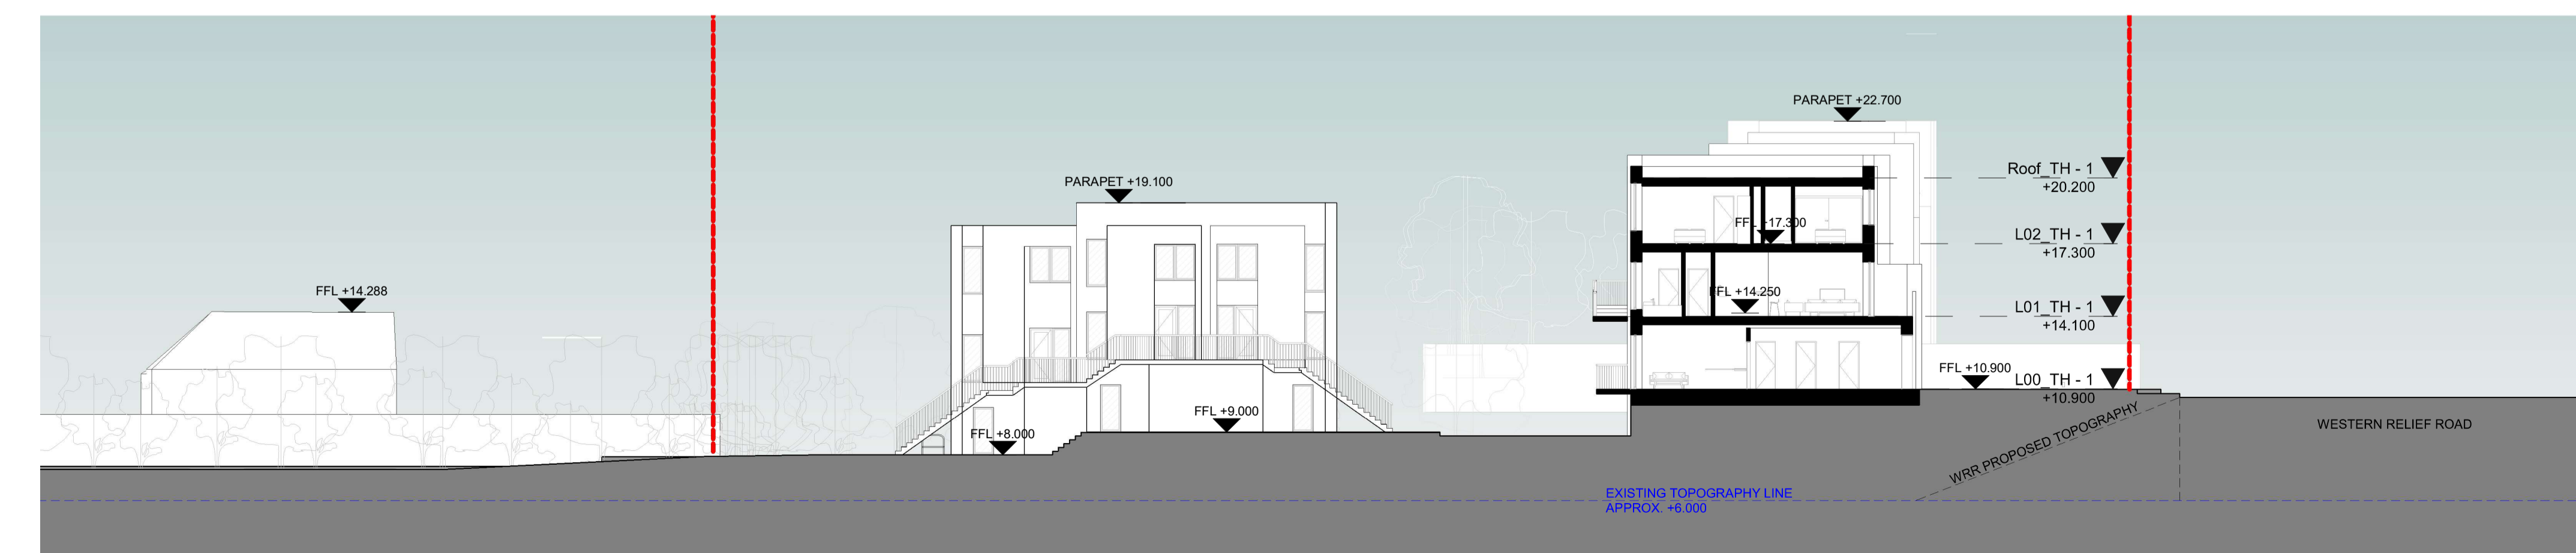 PARAPET +22.700
Roof_TH - 1
+20.200
PARAPET +19.100
FFL +17.300
L02_TH - 1
+17.300
FFL +14.288
FFL +14.250
L01_TH - 1
+14.100
FFL +10.900
L00_TH - 1
+10.900
FFL +9.000
FFL +8.000
WRR PROPOSED TOPOGRAPHY
WESTERN RELIEF ROAD
EXISTING TOPOGRAPHY LINE
APPROX. +6.000